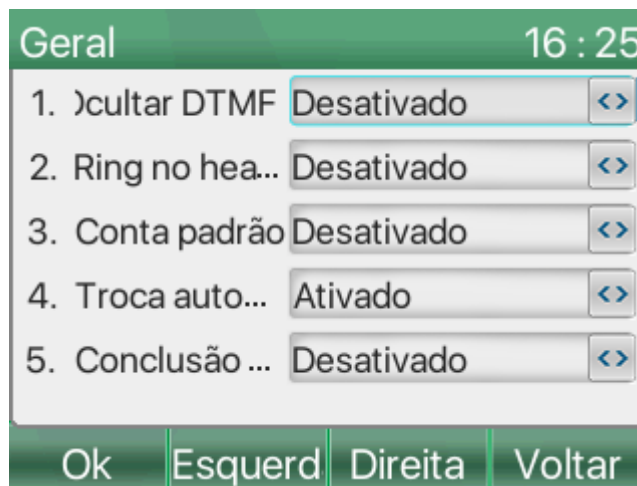 Geral 16 : 25
1. Ocultar DTMF Desativado
2. Ring no hea... Desativado
3. Conta padrão Desativado
4. Troca auto... Ativado
5. Conclusão ... Desativado
Ok Esquerd Direita Voltar